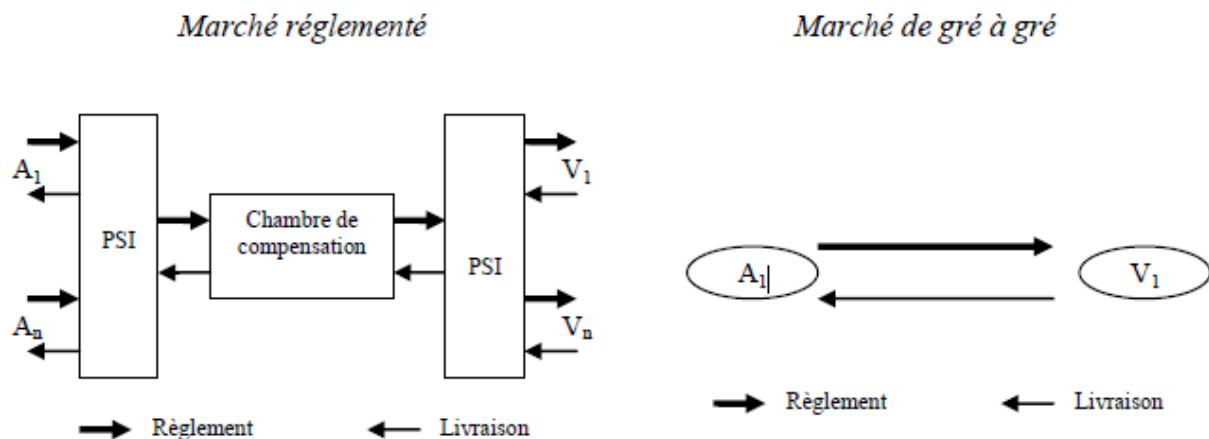 Marché réglementé
Marché de gré à gré
A1
V1
Chambre de
compensation
PSI
PSI
A1
V1
An
Vn
Règlement
Livraison
Règlement
Livraison